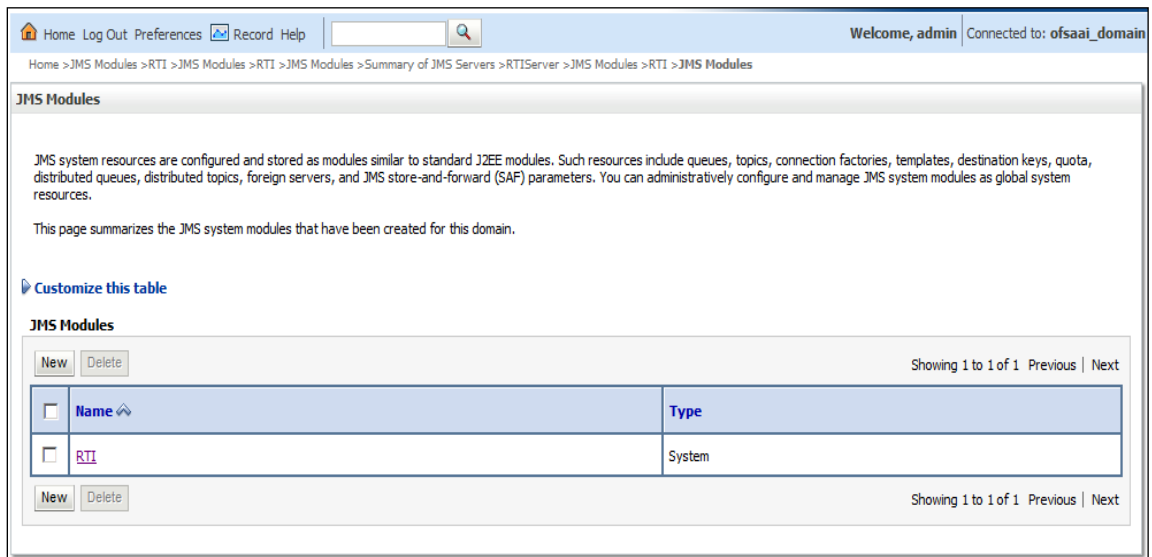 Home Log Out Preferences Record Help
Welcome, admin Connected to: ofsaai_domain
Home >JMS Modules >RTI >JMS Modules >RTI >JMS Modules >Summary of JMS Servers >RTIServer >JMS Modules >RTI >JMS Modules
JMS Modules
JMS system resources are configured and stored as modules similar to standard J2EE modules. Such resources include queues, topics, connection factories, templates, destination keys, quota,
distributed queues, distributed topics, foreign servers, and JMS store-and-forward (SAF) parameters. You can administratively configure and manage JMS system modules as global system
resources.
This page summarizes the JMS system modules that have been created for this domain.
Customize this table
JMS Modules
New Delete Showing 1 to 1 of 1 Previous | Next
Name Type
RTI System
New Delete Showing 1 to 1 of 1 Previous | Next